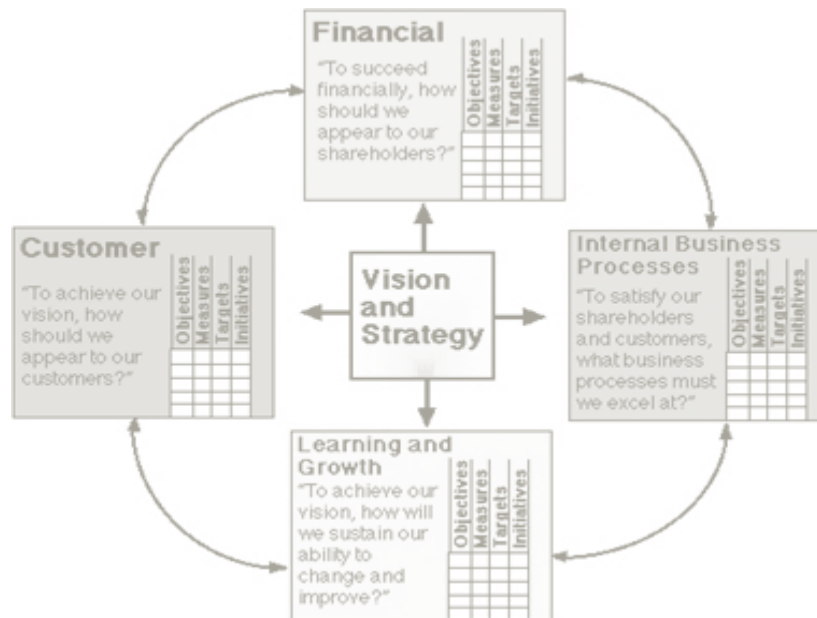 Financial
"To succeed
financially, how
should we
appear to our
shareholders?"
Objectives
Measures
Targets
Initiatives
Customer
"To achieve our
vision, how
should we
appear to our
customers?"
Objectives
Measures
Targets
Initiatives
Vision
and
Strategy
Internal Business
Processes
"To satisfy our
shareholders
and customers,
what business
processes must
we excel at?"
Objectives
Measures
Targets
Initiatives
Learning and
Growth
"To achieve our
vision, how will
we sustain our
ability to
change and
improve?"
Objectives
Measures
Targets
Initiatives